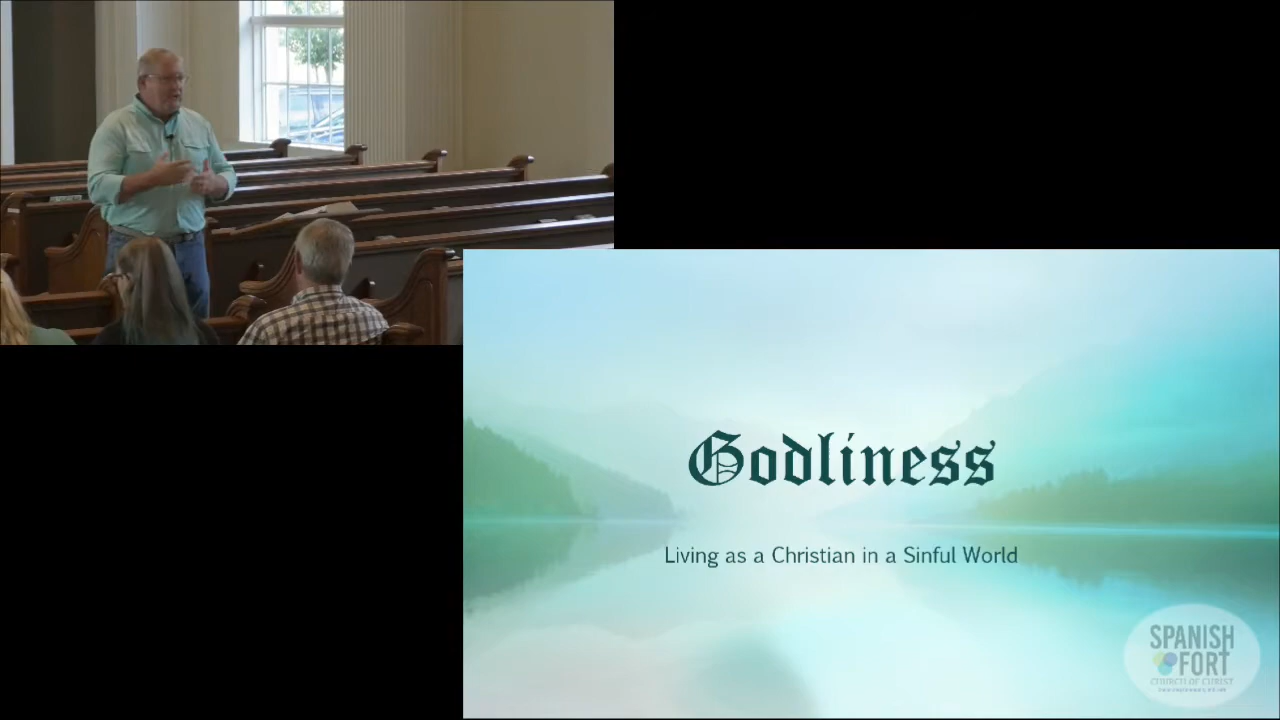 Godliness
Living as a Christian in a Sinful World
SPANISH
FORT
CHURCH OF CHRIST